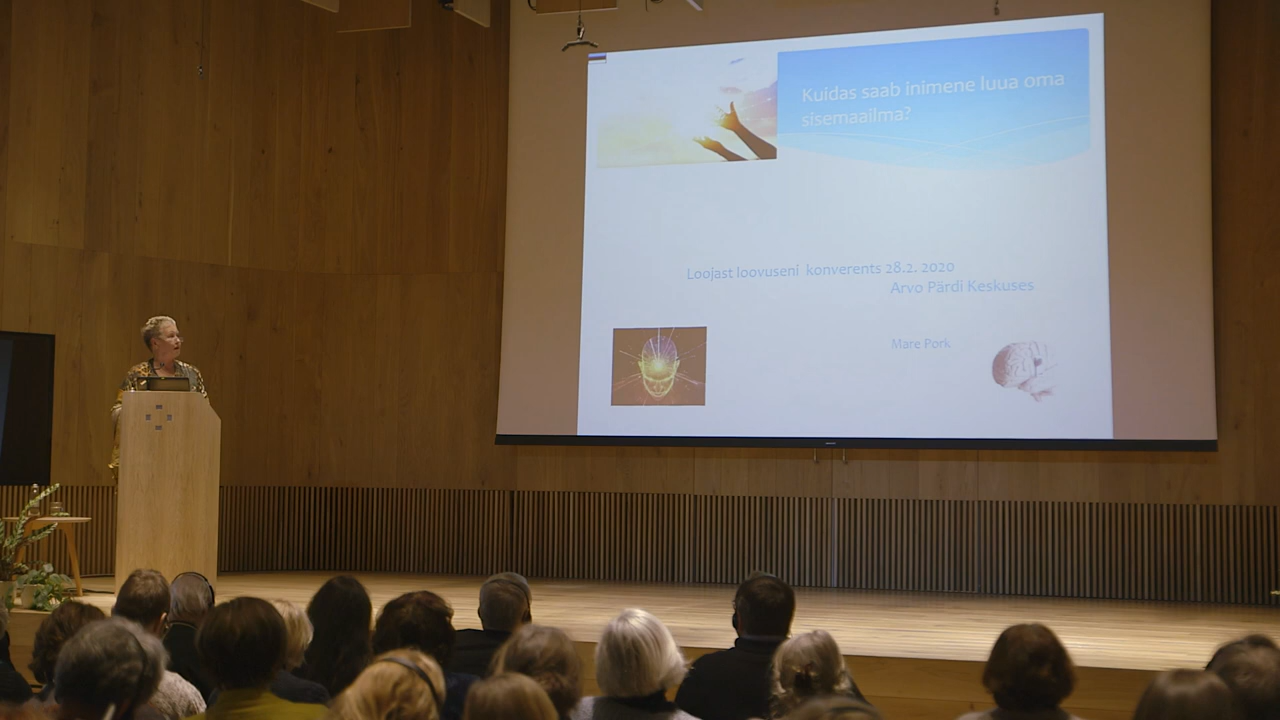 Kuidas saab inimene luua oma
sisemaailma?
Loojast loovuseni konverents 28.2. 2020
Arvo Pärdi Keskuses
Mare Pork